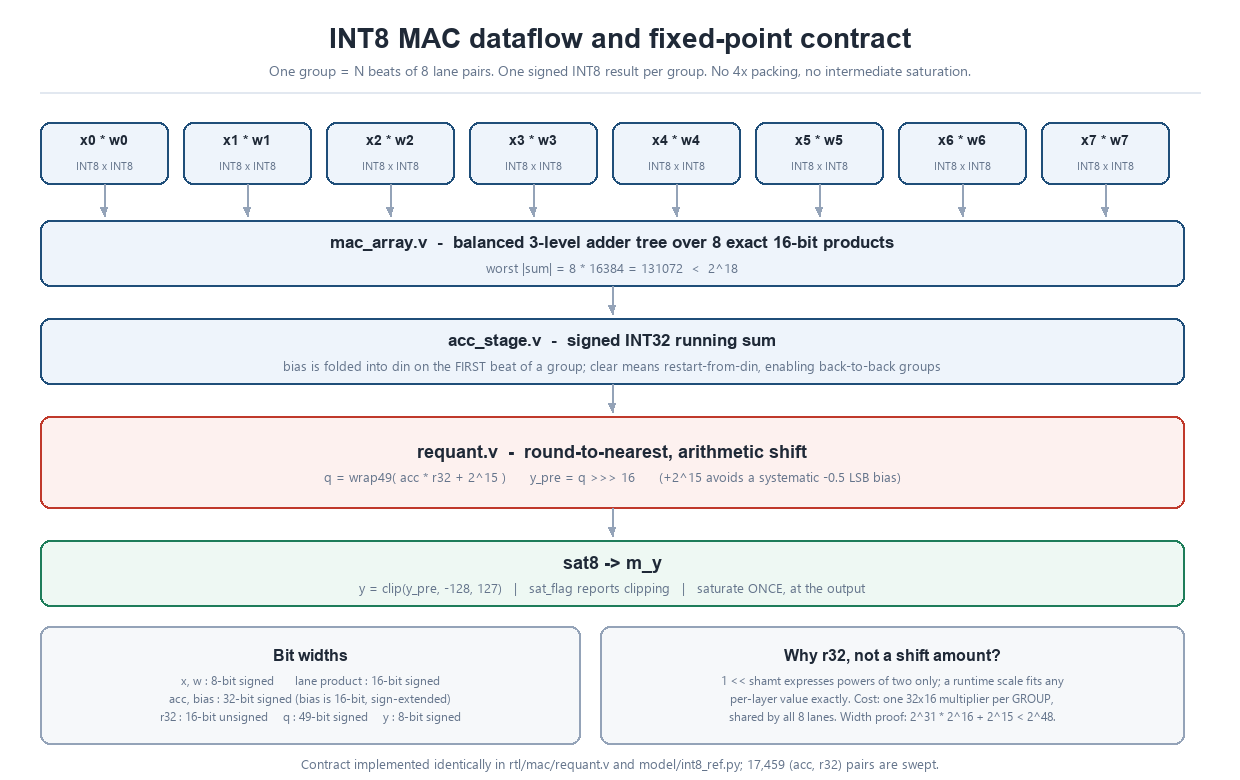 INT8 MAC dataflow and fixed-point contract
One group = N beats of 8 lane pairs. One signed INT8 result per group. No 4x packing, no intermediate saturation.
x0 * w0 x1 * w1 x2 * w2 x3 * w3 x4 * w4 x5 * w5 x6 * w6 x7 * w7
INT8 x INT8 INT8 x INT8 INT8 x INT8 INT8 x INT8 INT8 x INT8 INT8 x INT8 INT8 x INT8 INT8 x INT8
mac_array.v - balanced 3-level adder tree over 8 exact 16-bit products
worst |sum| = 8 * 16384 = 131072 < 2^18
acc_stage.v - signed INT32 running sum
bias is folded into din on the FIRST beat of a group; clear means restart-from-din, enabling back-to-back groups
requant.v - round-to-nearest, arithmetic shift
q = wrap49( acc * r32 + 2^15 ) y_pre = q >>> 16 (+2^15 avoids a systematic -0.5 LSB bias)
sat8 -> m_y
y = clip(y_pre, -128, 127) | sat_flag reports clipping | saturate ONCE, at the output
Bit widths
x, w : 8-bit signed lane product : 16-bit signed
acc, bias : 32-bit signed (bias is 16-bit, sign-extended)
r32 : 16-bit unsigned q : 49-bit signed y : 8-bit signed
Why r32, not a shift amount?
1 << shamt expresses powers of two only; a runtime scale fits any
per-layer value exactly. Cost: one 32x16 multiplier per GROUP,
shared by all 8 lanes. Width proof: 2^31 * 2^16 + 2^15 < 2^48.
Contract implemented identically in rtl/mac/requant.v and model/int8_ref.py; 17,459 (acc, r32) pairs are swept.